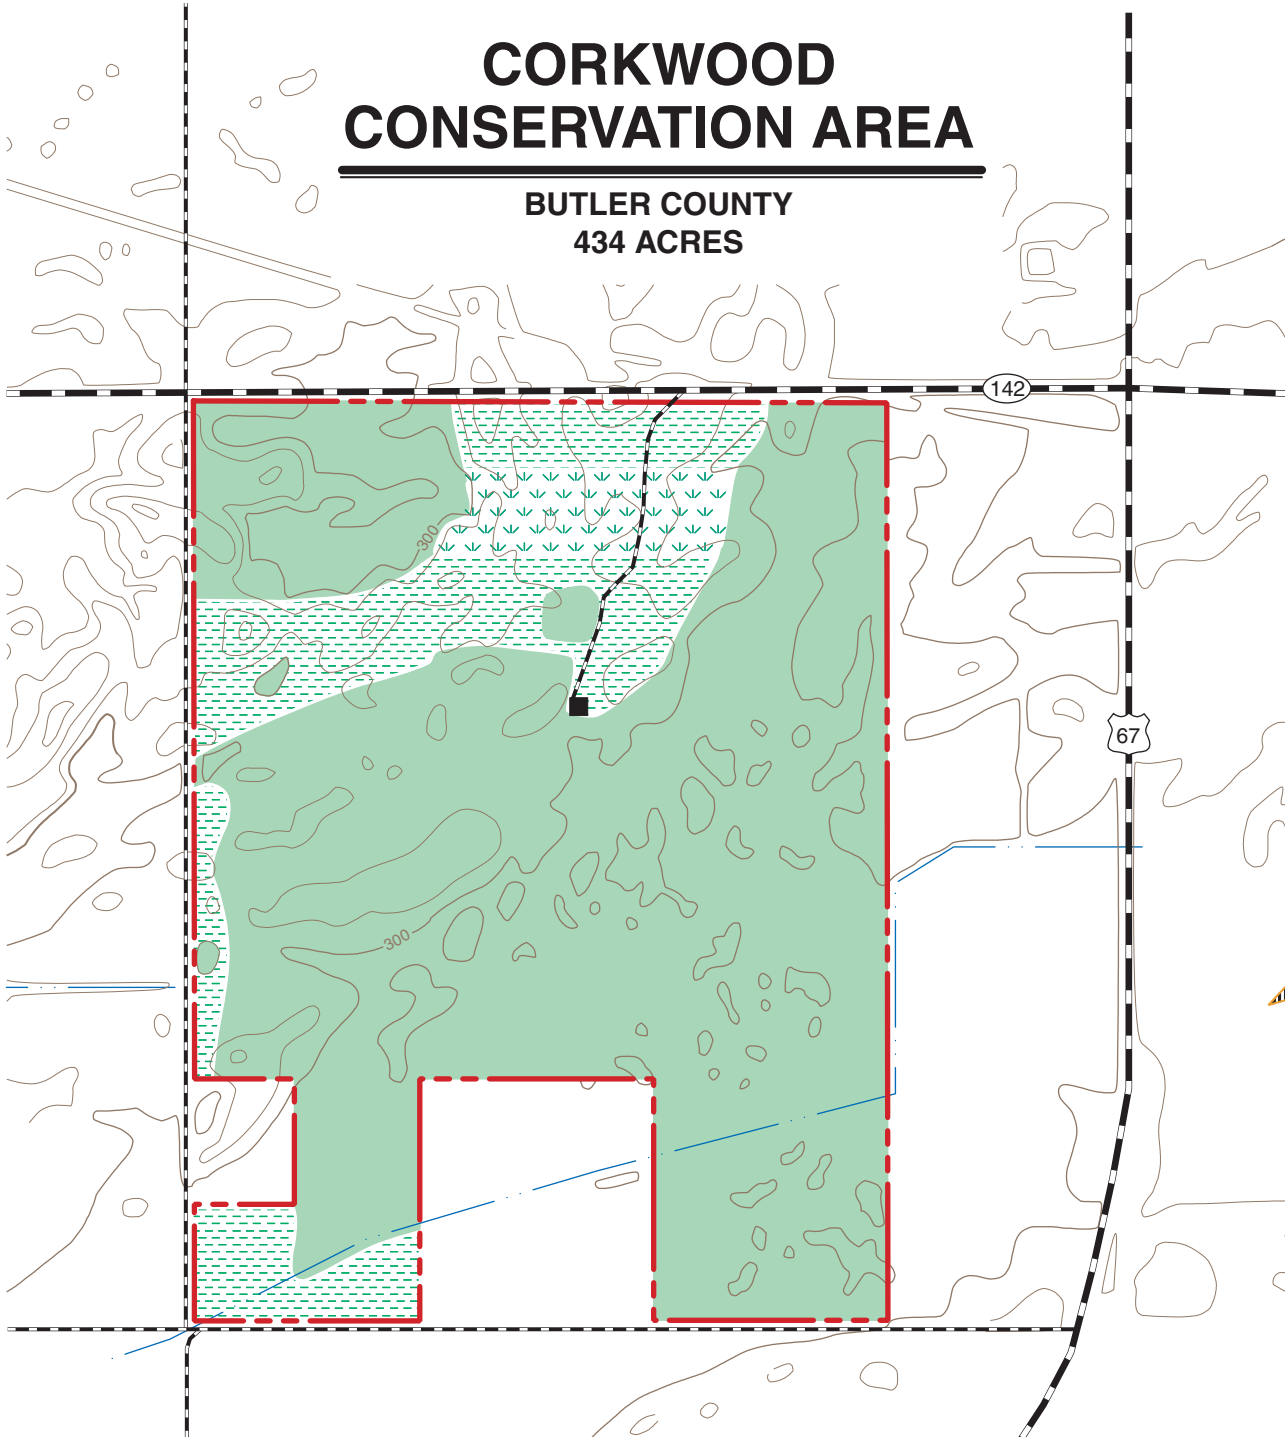 CORKWOOD
CONSERVATION AREA
BUTLER COUNTY
434 ACRES
142
300
67
300